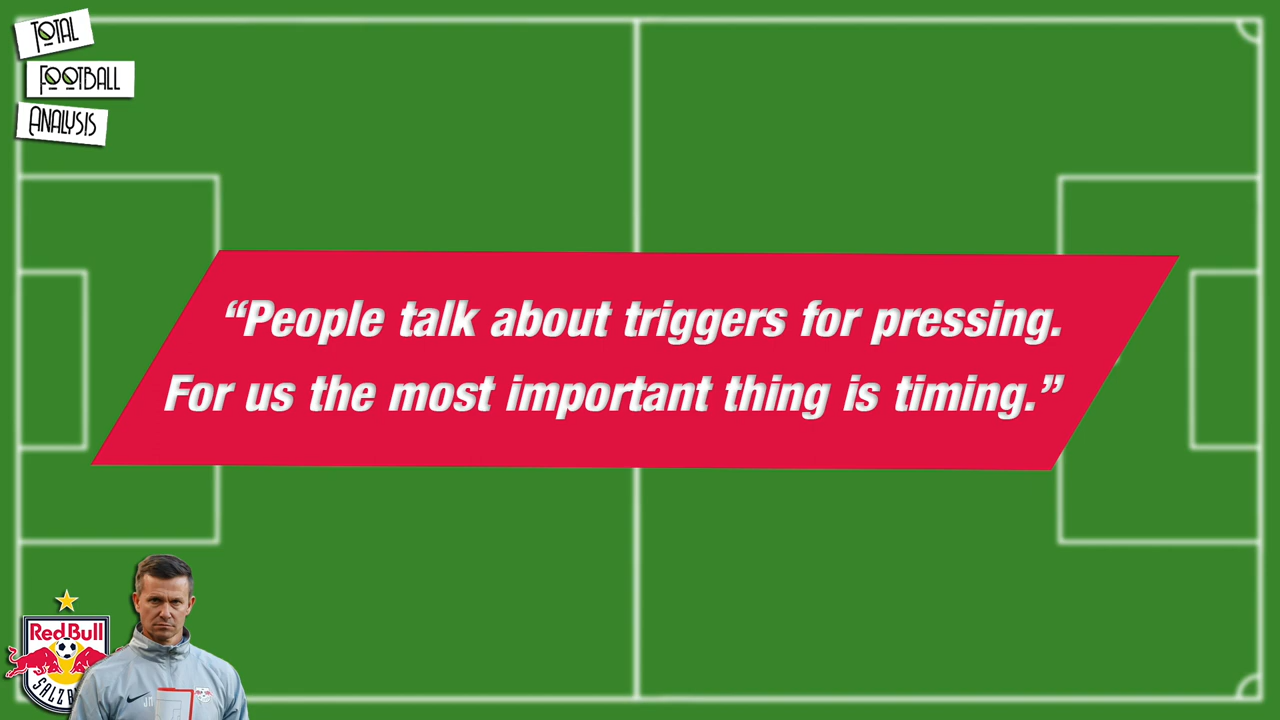 TOTAL
FOOTBALL
ANALYSIS
“People talk about triggers for pressing.
For us the most important thing is timing.”
Red Bull
JM